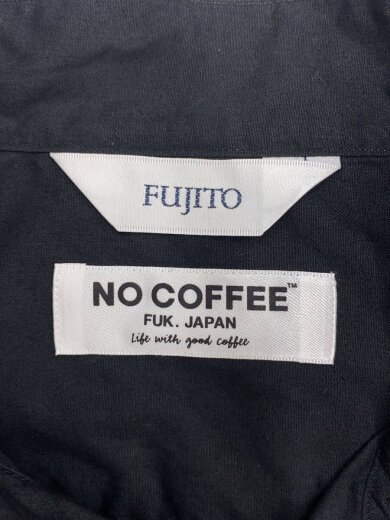 FUJITO
NO COFFEE™
FUK. JAPAN
Life with good coffee